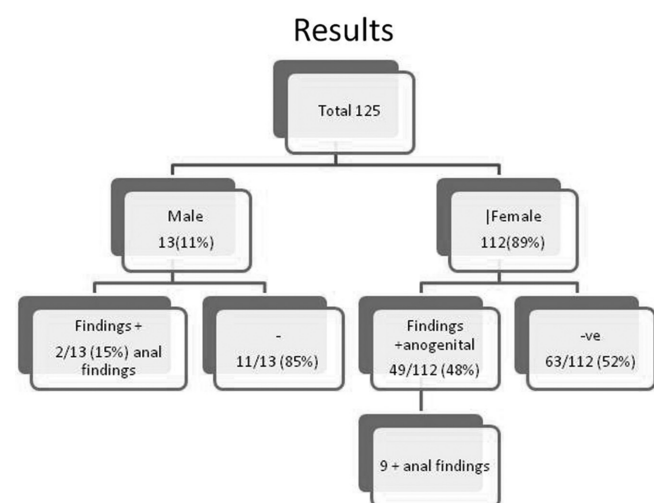 Results
Total 125
Male
13(11%)
|Female
112(89%)
Findings +
2/13 (15%) anal
findings
-
11/13 (85%)
Findings
+anogenital
49/112 (48%)
-ve
63/112 (52%)
9 + anal findings